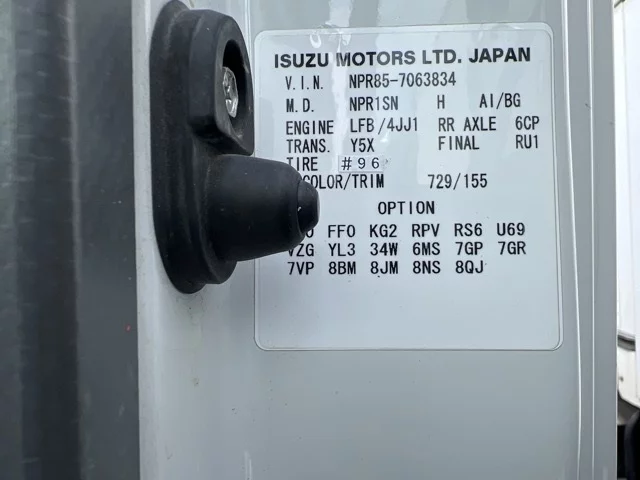 ISUZU MOTORS LTD. JAPAN
V.I.N. NPR85-7063834
M.D. NPR1SN H AI/BG
ENGINE LFB/4JJ1 RR AXLE 6CP
TRANS. Y5X FINAL RU1
TIRE #96
COLOR/TRIM 729/155
OPTION
FF0 KG2 RPV RS6 U69
VZG YL3 34W 6MS 7GP 7GR
7VP 8BM 8JM 8NS 8QJ